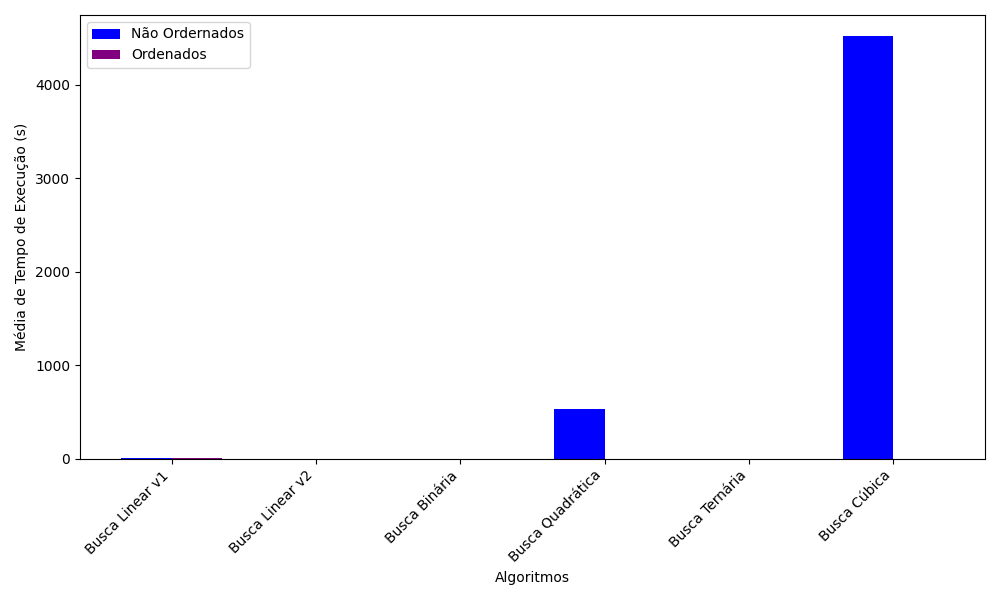 Não Ordernados
Ordenados
Média de Tempo de Execução (s)
4000
3000
2000
1000
0
Busca Linear v1
Busca Linear v2
Busca Binária
Busca Quadrática
Busca Ternária
Busca Cúbica
Algoritmos